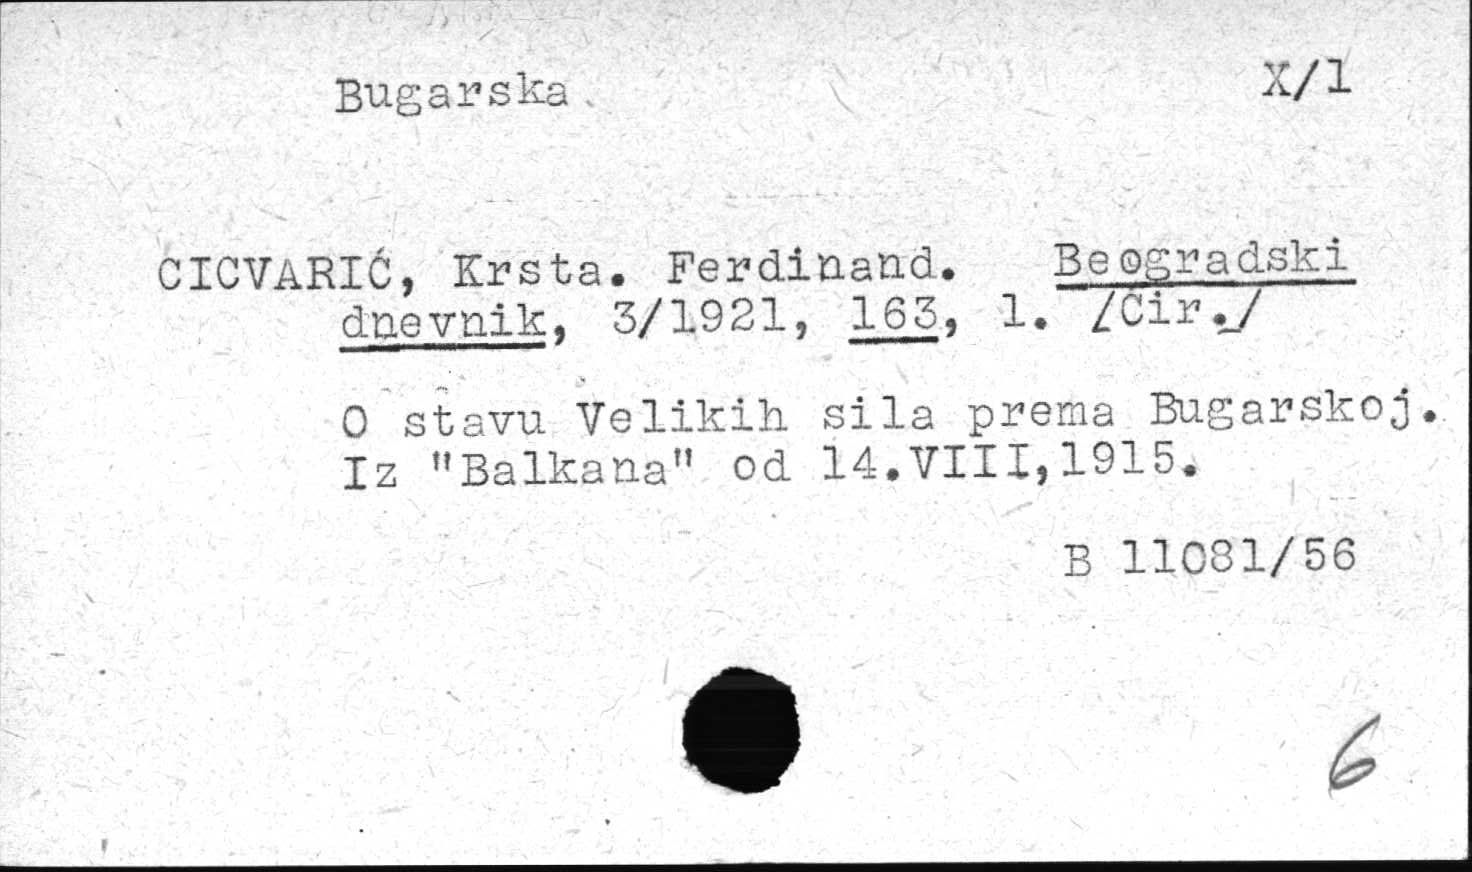 Bugarska
X/1
CICVARIĆ, Krsta. Ferdinand. Beogradski
dnevnik, 3/1921, 163, 1. /Ćir./
O stavu Velikih sila prema Bugarskoj.
Iz "Balkana" od 14.VIII,1915.
B 11081/56
6